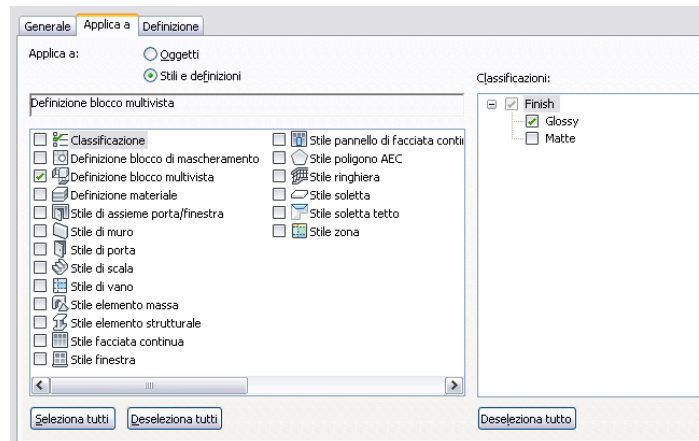 Generale Applica a Definizione
Applica a:
Oggetti
Stili e definizioni
Classificazioni:
Definizione blocco multivista
Classificazione
Definizione blocco di mascheramento
Definizione blocco multivista
Definizione materiale
Stile di assieme porta/finestra
Stile di muro
Stile di porta
Stile di scala
Stile di vano
Stile elemento massa
Stile elemento strutturale
Stile facciata continua
Stile finestra
Stile pannello di facciata conti
Stile poligono AEC
Stile ringhiera
Stile soletta
Stile soletta tetto
Stile zona
Finish
Glossy
Matte
Seleziona tutti Deseleziona tutti
Deseleziona tutto